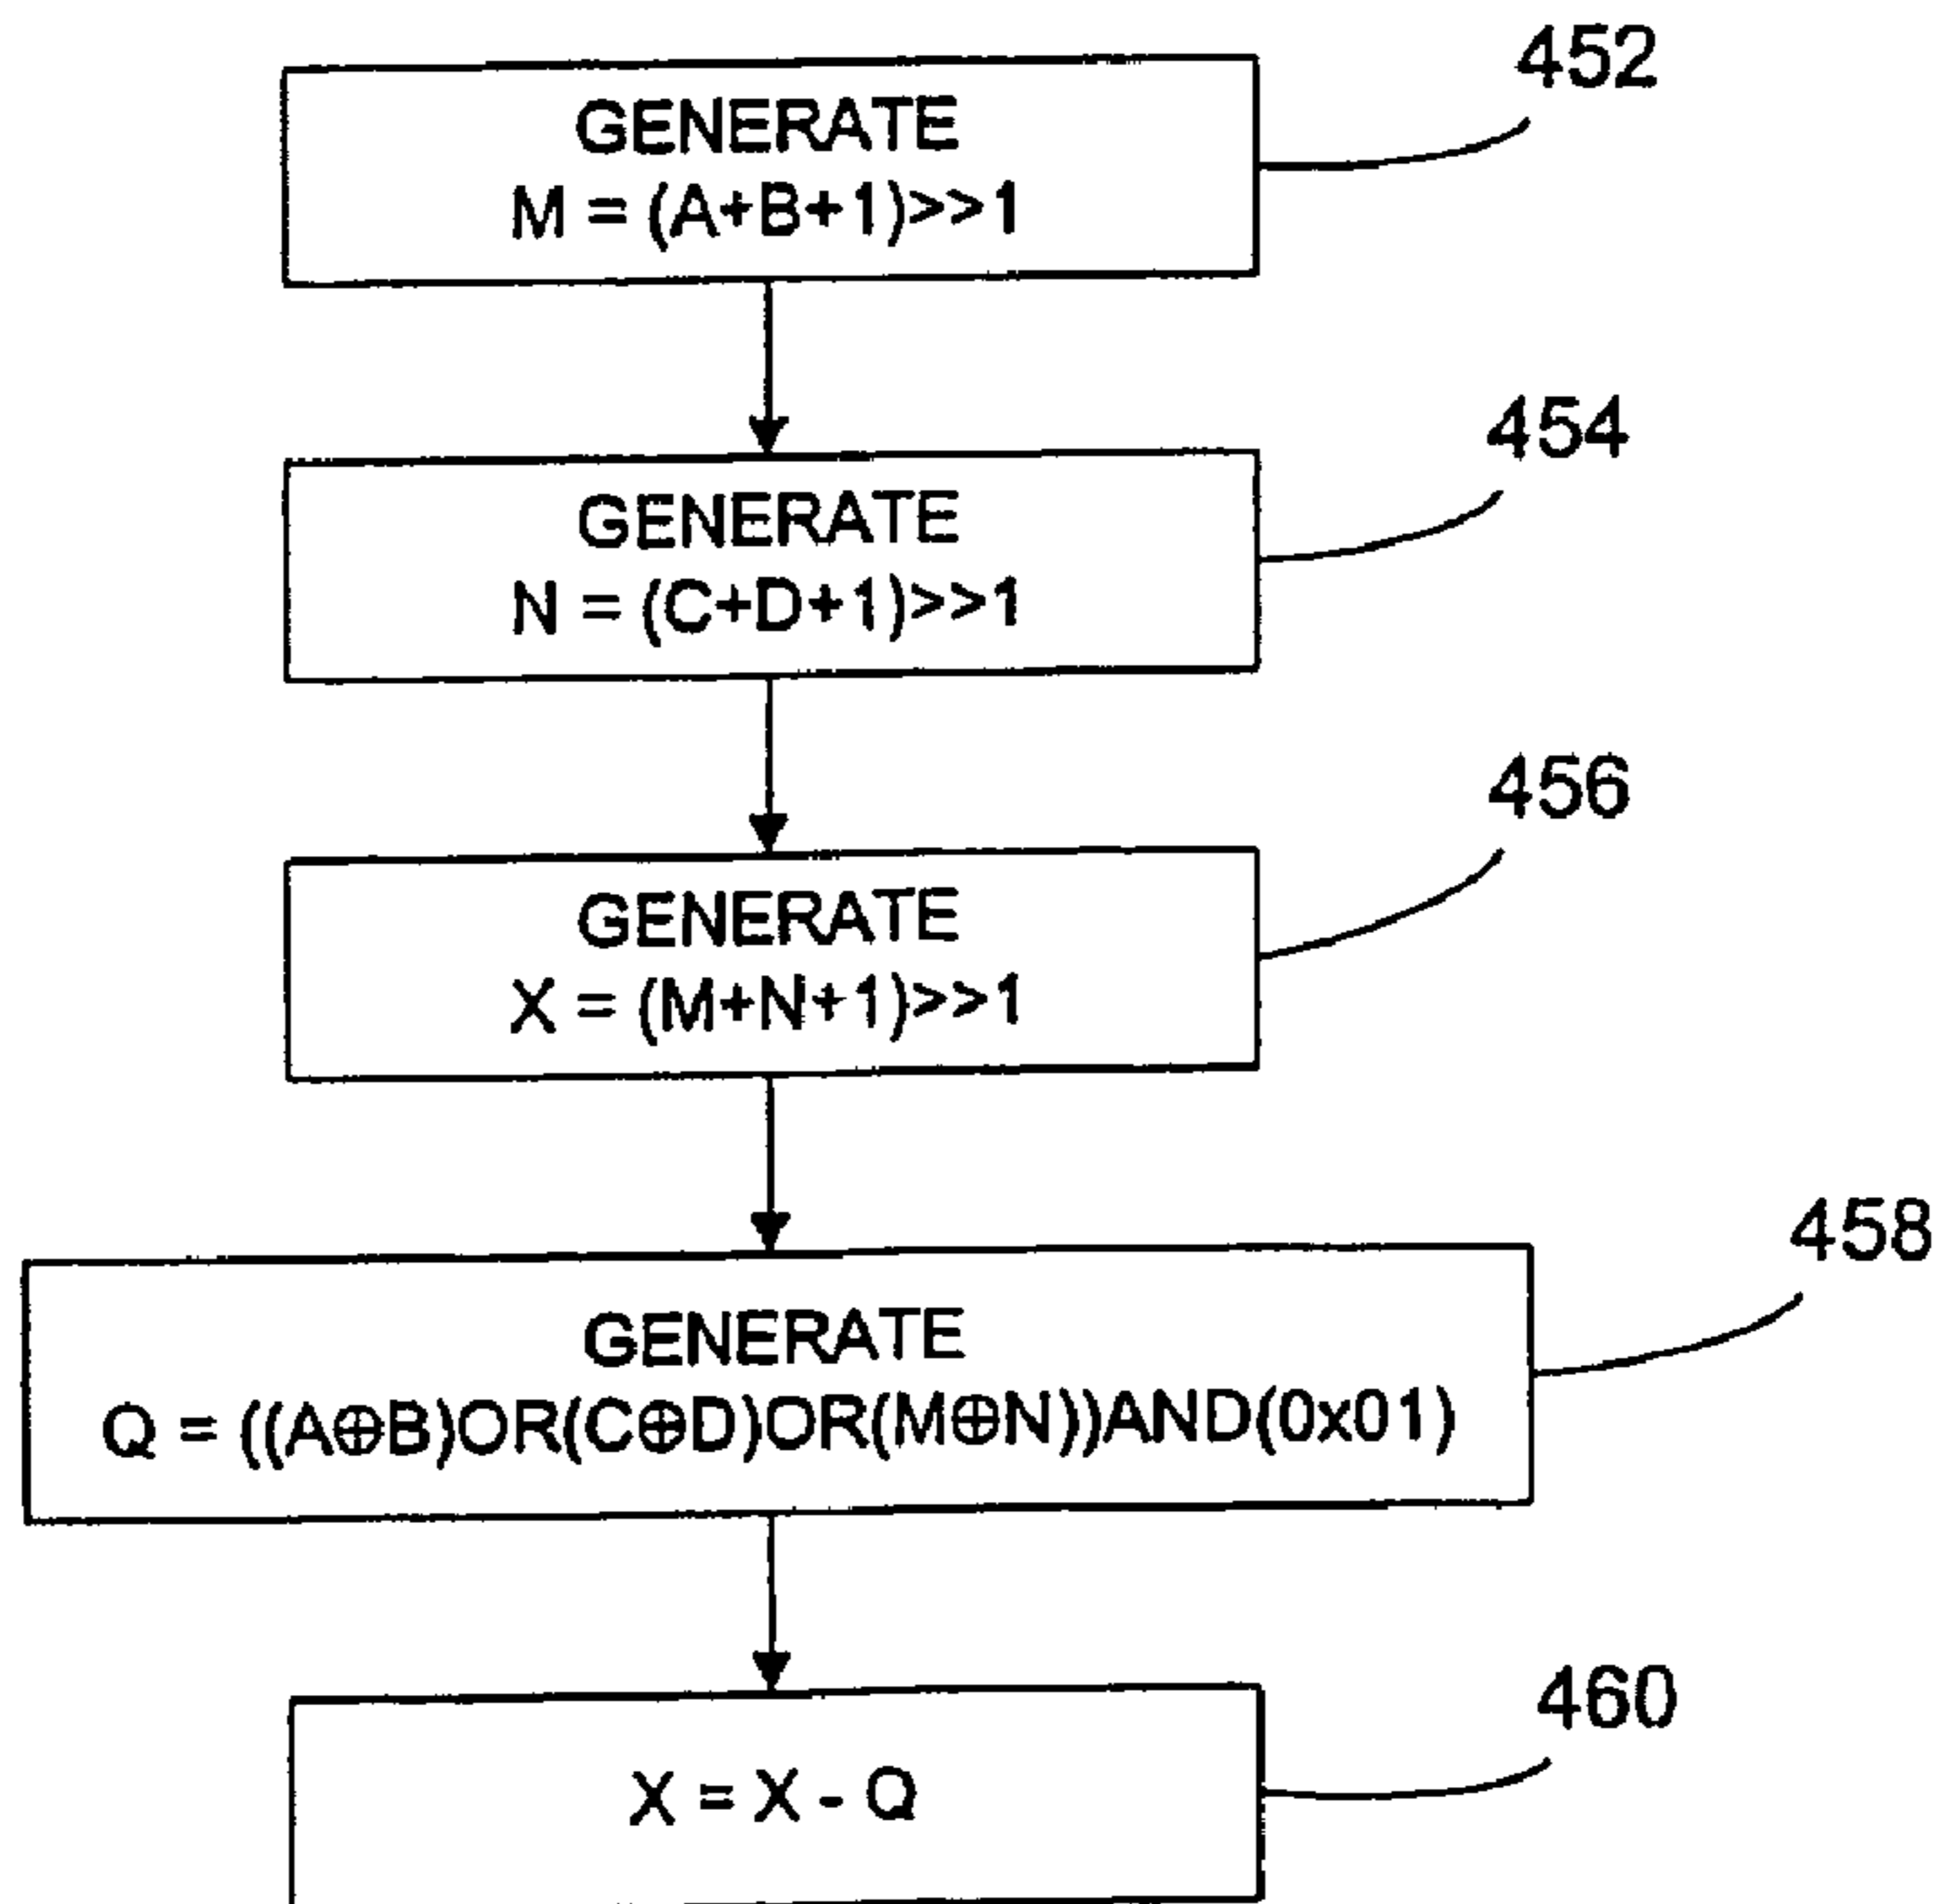 452
GENERATE
M = (A+B+1)>>1
454
GENERATE
N = (C+D+1)>>1
456
GENERATE
X = (M+N+1)>>1
458
GENERATE
Q = ((A⊕B)OR(C⊕D)OR(M⊕N))AND(0x01)
460
X = X - Q